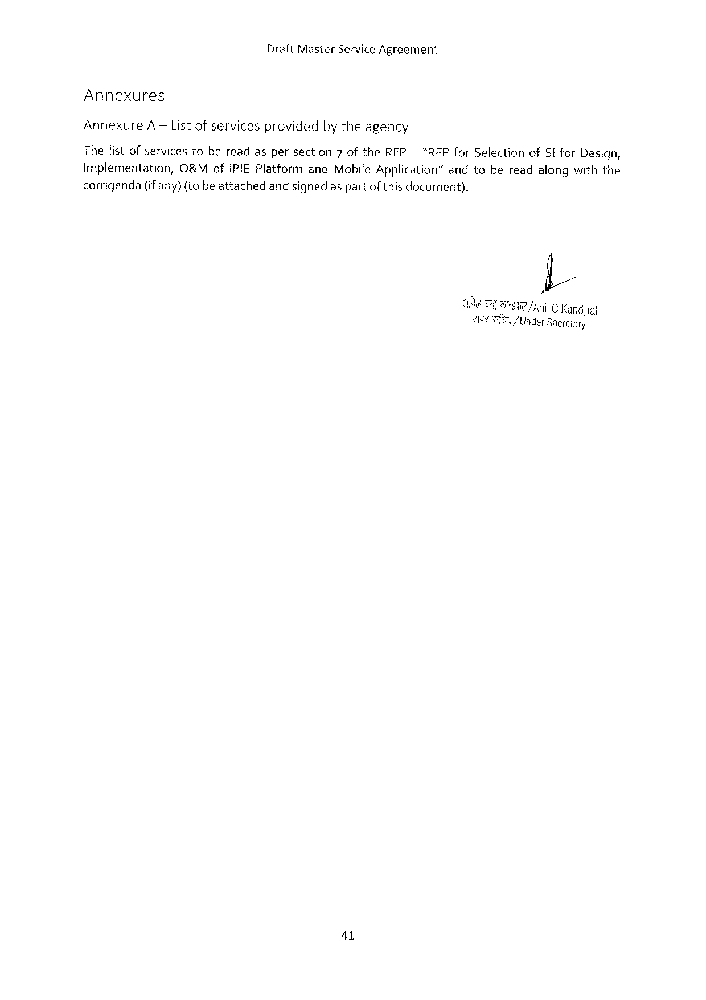 Draft Master Service Agreement
Annexures
Annexure A – List of services provided by the agency
The list of services to be read as per section 7 of the RFP – “RFP for Selection of SI for Design,
Implementation, O&M of iPIE Platform and Mobile Application” and to be read along with the
corrigenda (if any) (to be attached and signed as part of this document).
अनिल चन्द्र कान्डपाल/Anil C Kandpal
अवर सचिव/Under Secretary
41